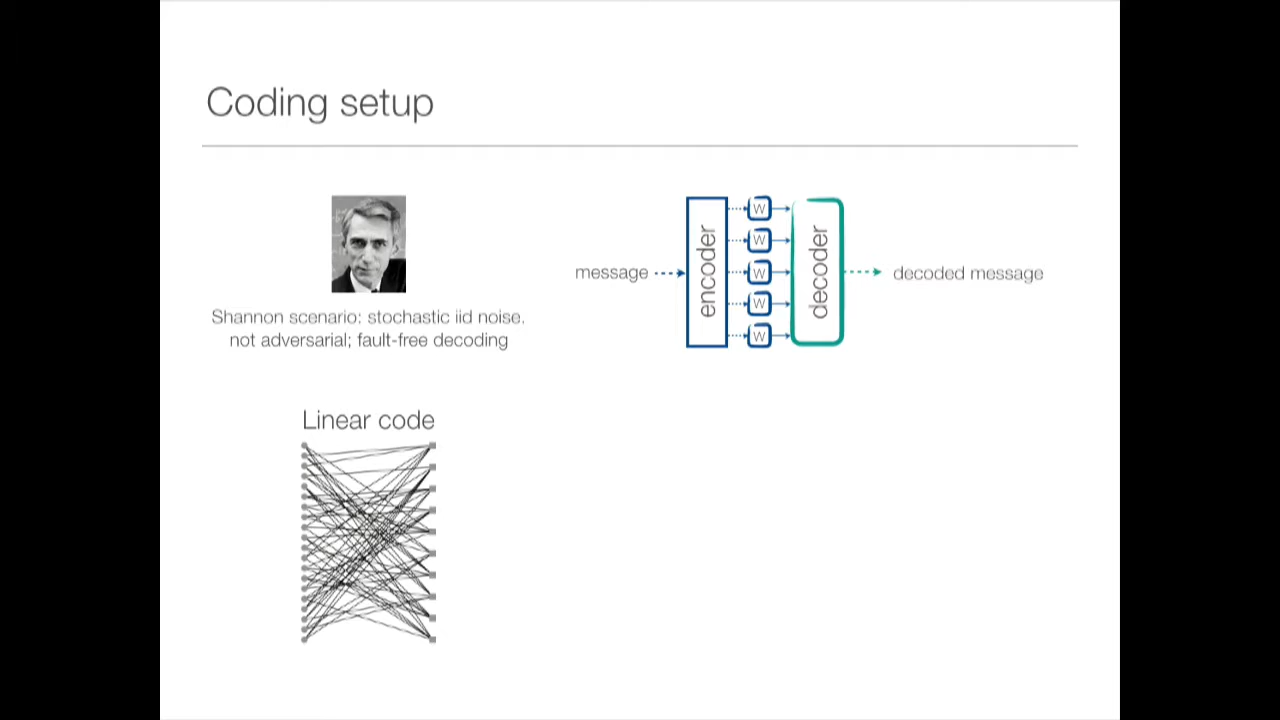 Coding setup
Shannon scenario: stochastic iid noise.
not adversarial; fault-free decoding
message
encoder
W
W
W
W
W
decoder
decoded message
Linear code